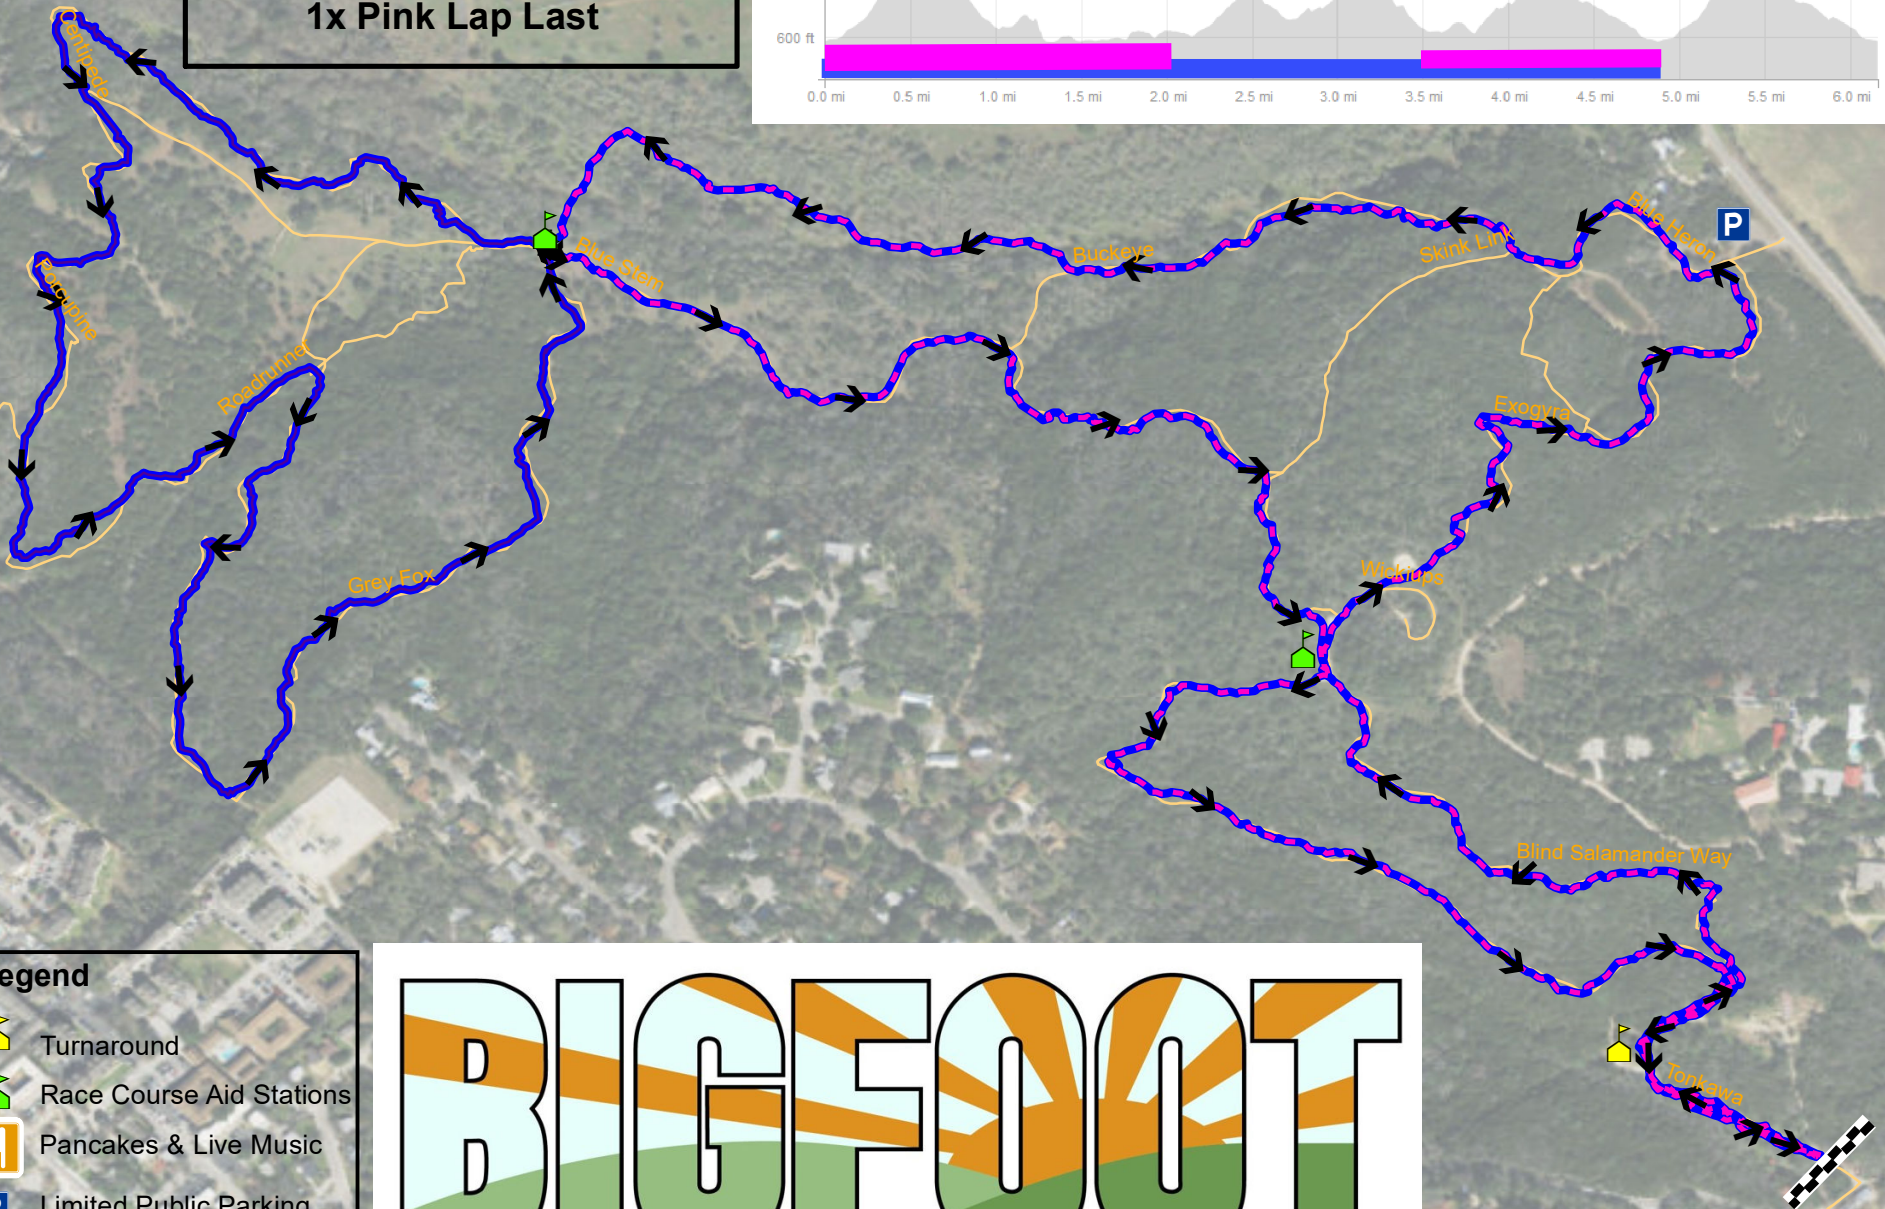 1x Pink Lap Last
600 ft
0.0 mi 0.5 mi 1.0 mi 1.5 mi 2.0 mi 2.5 mi 3.0 mi 3.5 mi 4.0 mi 4.5 mi 5.0 mi 5.5 mi 6.0 mi
Centipede
Blue Heron
P
Blue Stem
Buckeye
Skink Link
Porcupine
Roadrunner
Exogyra
Grey Fox
Wickiups
Blind Salamander Way
Tonkawa
egend
Turnaround
Race Course Aid Stations
Pancakes & Live Music
Limited Public Parking
BIGFOOT